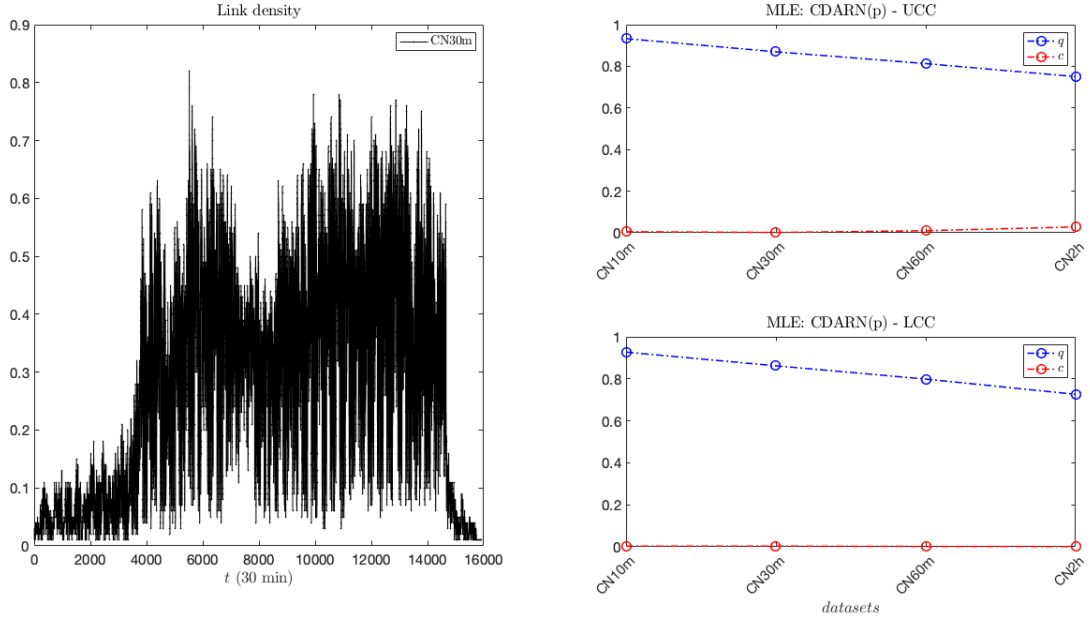 Link density
0.9
0.8
0.7
0.6
0.5
0.4
0.3
0.2
0.1
0
CN30m
0 2000 4000 6000 8000 10000 12000 14000 16000
t (30 min)
MLE: CDARN(p) - UCC
1
0.8
0.6
0.4
0.2
0
q
c
CN10m CN30m CN60m CN2h
MLE: CDARN(p) - LCC
1
0.8
0.6
0.4
0.2
0
q
c
CN10m CN30m CN60m CN2h
datasets